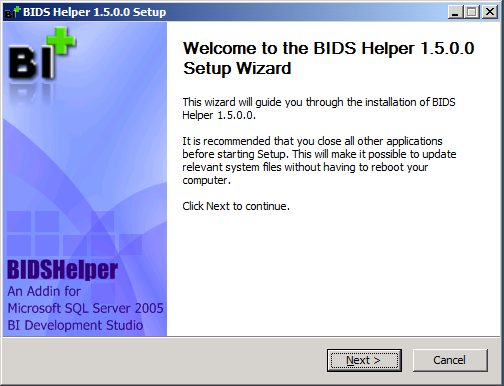 BIDS Helper 1.5.0.0 Setup
BI+
Welcome to the BIDS Helper 1.5.0.0
Setup Wizard
This wizard will guide you through the installation of BIDS
Helper 1.5.0.0.
It is recommended that you close all other applications
before starting Setup. This will make it possible to update
relevant system files without having to reboot your
computer.
Click Next to continue.
BIDSHelper
An Addin for
Microsoft SQL Server 2005
BI Development Studio
Next >
Cancel